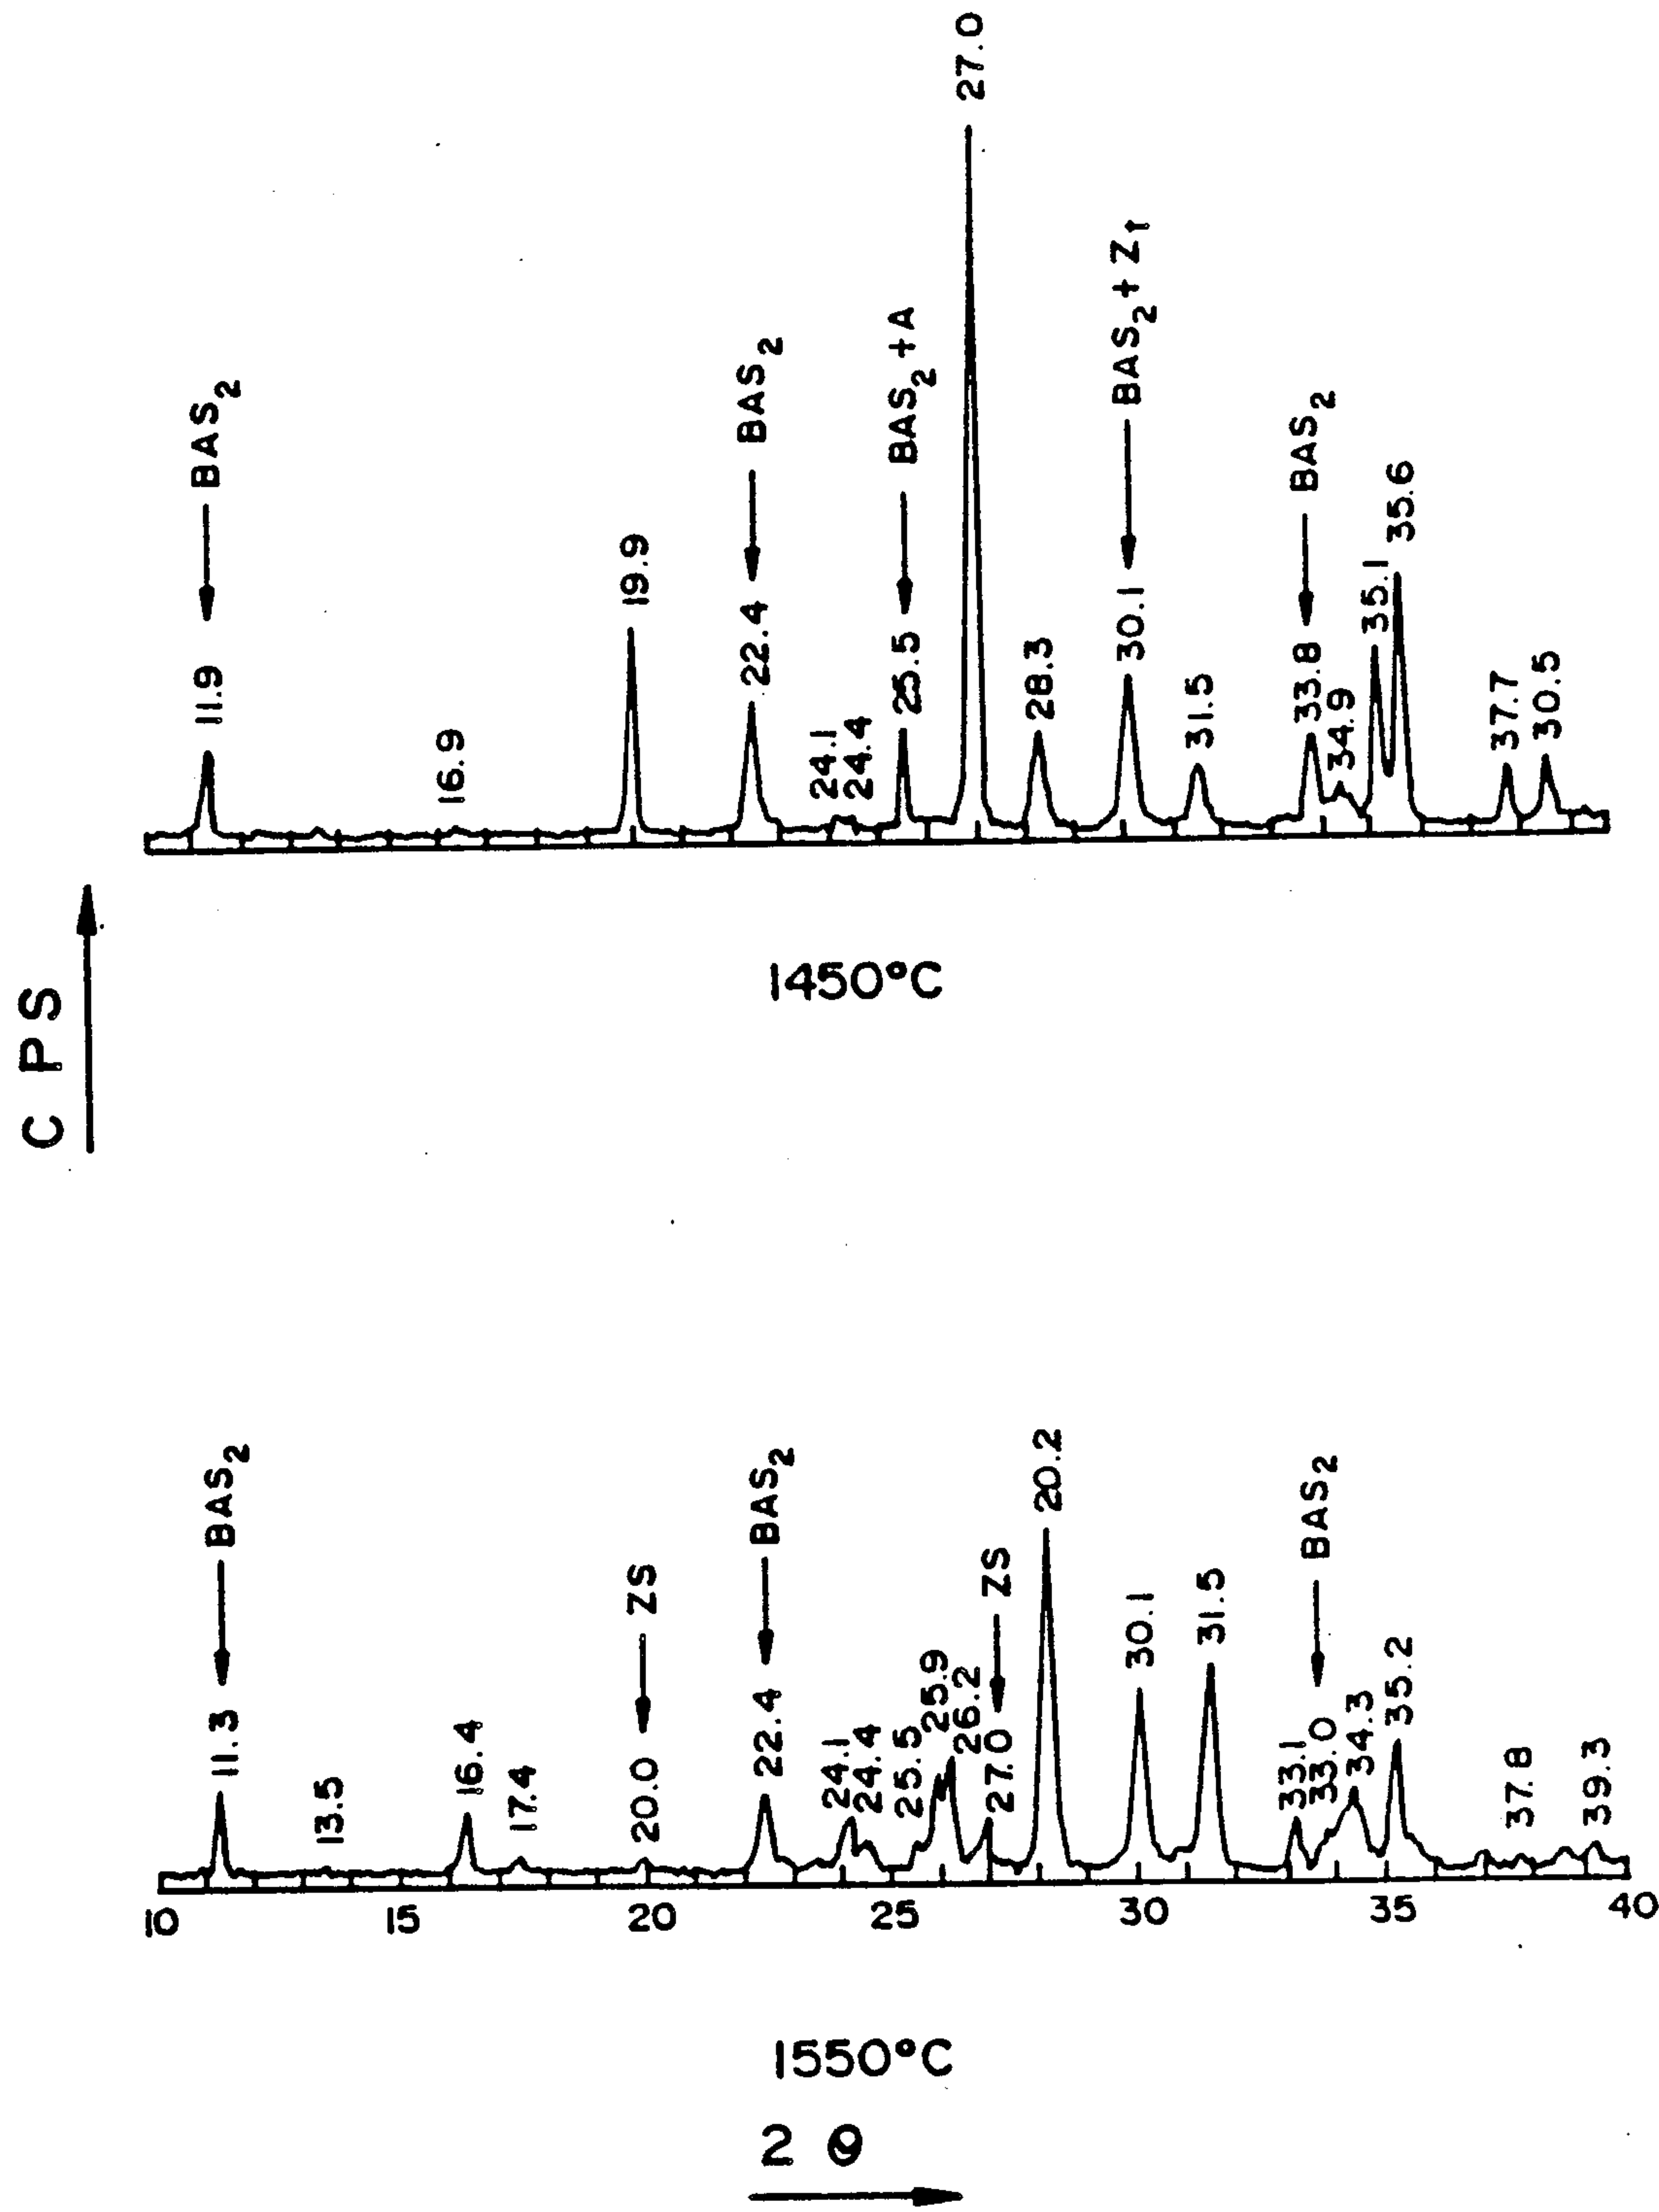 BAS2
11.9
16.9
19.9
BAS2
22.4
24.1
24.4
BAS2+A
25.5
27.0
28.3
BAS2+Zt
30.1
31.5
BAS2
33.8
34.9
35.1
35.6
37.7
30.5
1450°C
CPS
BAS2
11.3
13.5
16.4
17.4
ZS
20.0
BAS2
22.4
24.1
24.4
25.5
25.9
26.2
ZS
27.0
20.2
30.1
31.5
33.1
BAS2
33.0
34.3
35.2
37.8
39.3
10 15 20 25 30 35 40
1550°C
2 Θ